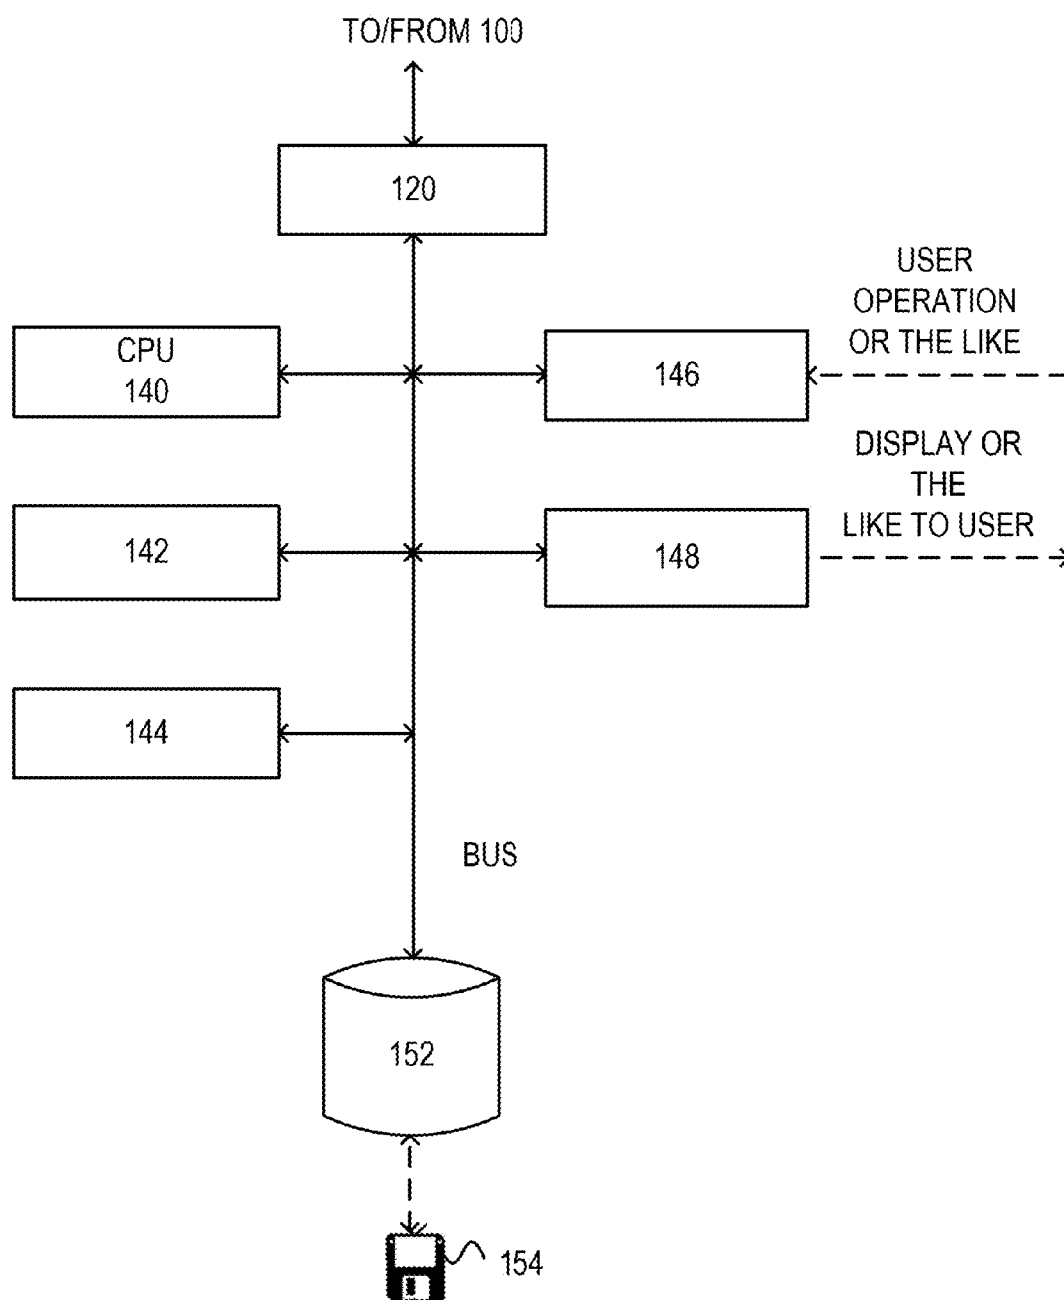 TO/FROM 100
120
USER
OPERATION
OR THE LIKE
CPU
140
146
DISPLAY OR
THE
LIKE TO USER
142
148
144
BUS
152
154